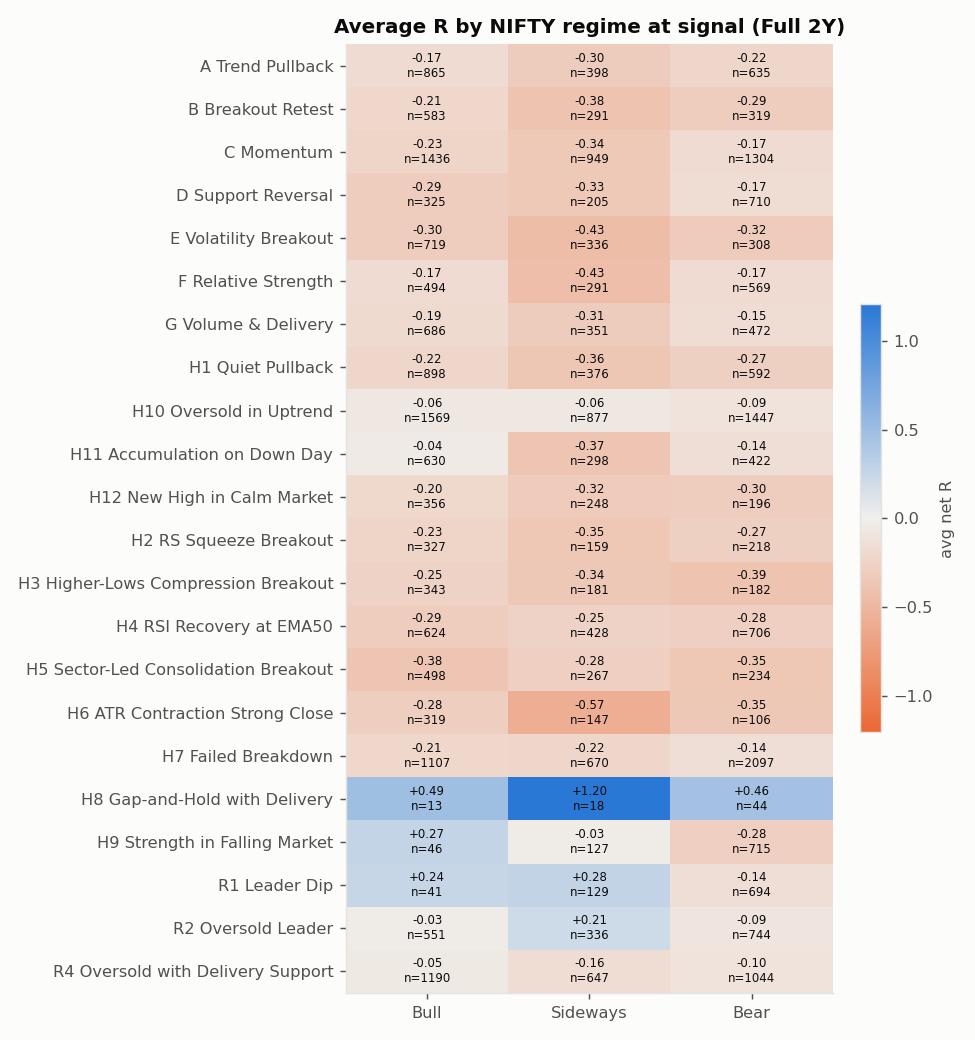 Average R by NIFTY regime at signal (Full 2Y)
A Trend Pullback
-0.17
n=865
-0.30
n=398
-0.22
n=635
B Breakout Retest
-0.21
n=583
-0.38
n=291
-0.29
n=319
C Momentum
-0.23
n=1436
-0.34
n=949
-0.17
n=1304
D Support Reversal
-0.29
n=325
-0.33
n=205
-0.17
n=710
E Volatility Breakout
-0.30
n=719
-0.43
n=336
-0.32
n=308
F Relative Strength
-0.17
n=494
-0.43
n=291
-0.17
n=569
G Volume & Delivery
-0.19
n=686
-0.31
n=351
-0.15
n=472
H1 Quiet Pullback
-0.22
n=898
-0.36
n=376
-0.27
n=592
H10 Oversold in Uptrend
-0.06
n=1569
-0.06
n=877
-0.09
n=1447
H11 Accumulation on Down Day
-0.04
n=630
-0.37
n=298
-0.14
n=422
H12 New High in Calm Market
-0.20
n=356
-0.32
n=248
-0.30
n=196
H2 RS Squeeze Breakout
-0.23
n=327
-0.35
n=159
-0.27
n=218
H3 Higher-Lows Compression Breakout
-0.25
n=343
-0.34
n=181
-0.39
n=182
H4 RSI Recovery at EMA50
-0.29
n=624
-0.25
n=428
-0.28
n=706
H5 Sector-Led Consolidation Breakout
-0.38
n=498
-0.28
n=267
-0.35
n=234
H6 ATR Contraction Strong Close
-0.28
n=319
-0.57
n=147
-0.35
n=106
H7 Failed Breakdown
-0.21
n=1107
-0.22
n=670
-0.14
n=2097
H8 Gap-and-Hold with Delivery
+0.49
n=13
+1.20
n=18
+0.46
n=44
H9 Strength in Falling Market
+0.27
n=46
-0.03
n=127
-0.28
n=715
R1 Leader Dip
+0.24
n=41
+0.28
n=129
-0.14
n=694
R2 Oversold Leader
-0.03
n=551
+0.21
n=336
-0.09
n=744
R4 Oversold with Delivery Support
-0.05
n=1190
-0.16
n=647
-0.10
n=1044
Bull
Sideways
Bear
1.0
0.5
0.0
−0.5
−1.0
avg net R